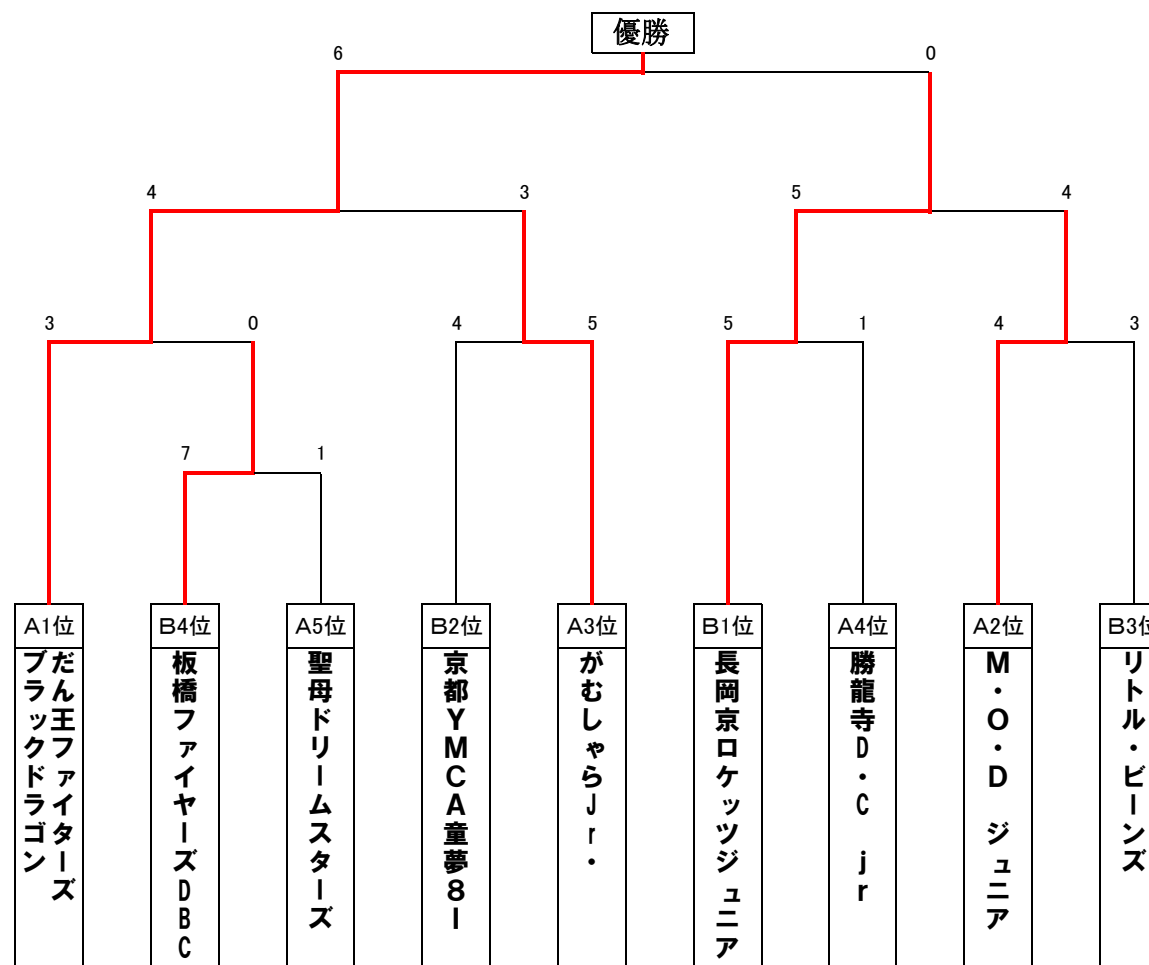 優勝
6
0
4
3
5
4
3
0
4
5
5
1
4
3
7
1
A1位
B4位
A5位
B2位
A3位
B1位
A4位
A2位
B3位
だん王ファイターズ
ブラックドラゴン
板橋ファイヤーズDBC
聖母ドリームスターズ
京都YMCA童夢8I
がむしゃらJr.
長岡京ロケッツジュニア
勝龍寺D・C jr
M・O・D ジュニア
リトル・ビーンズ